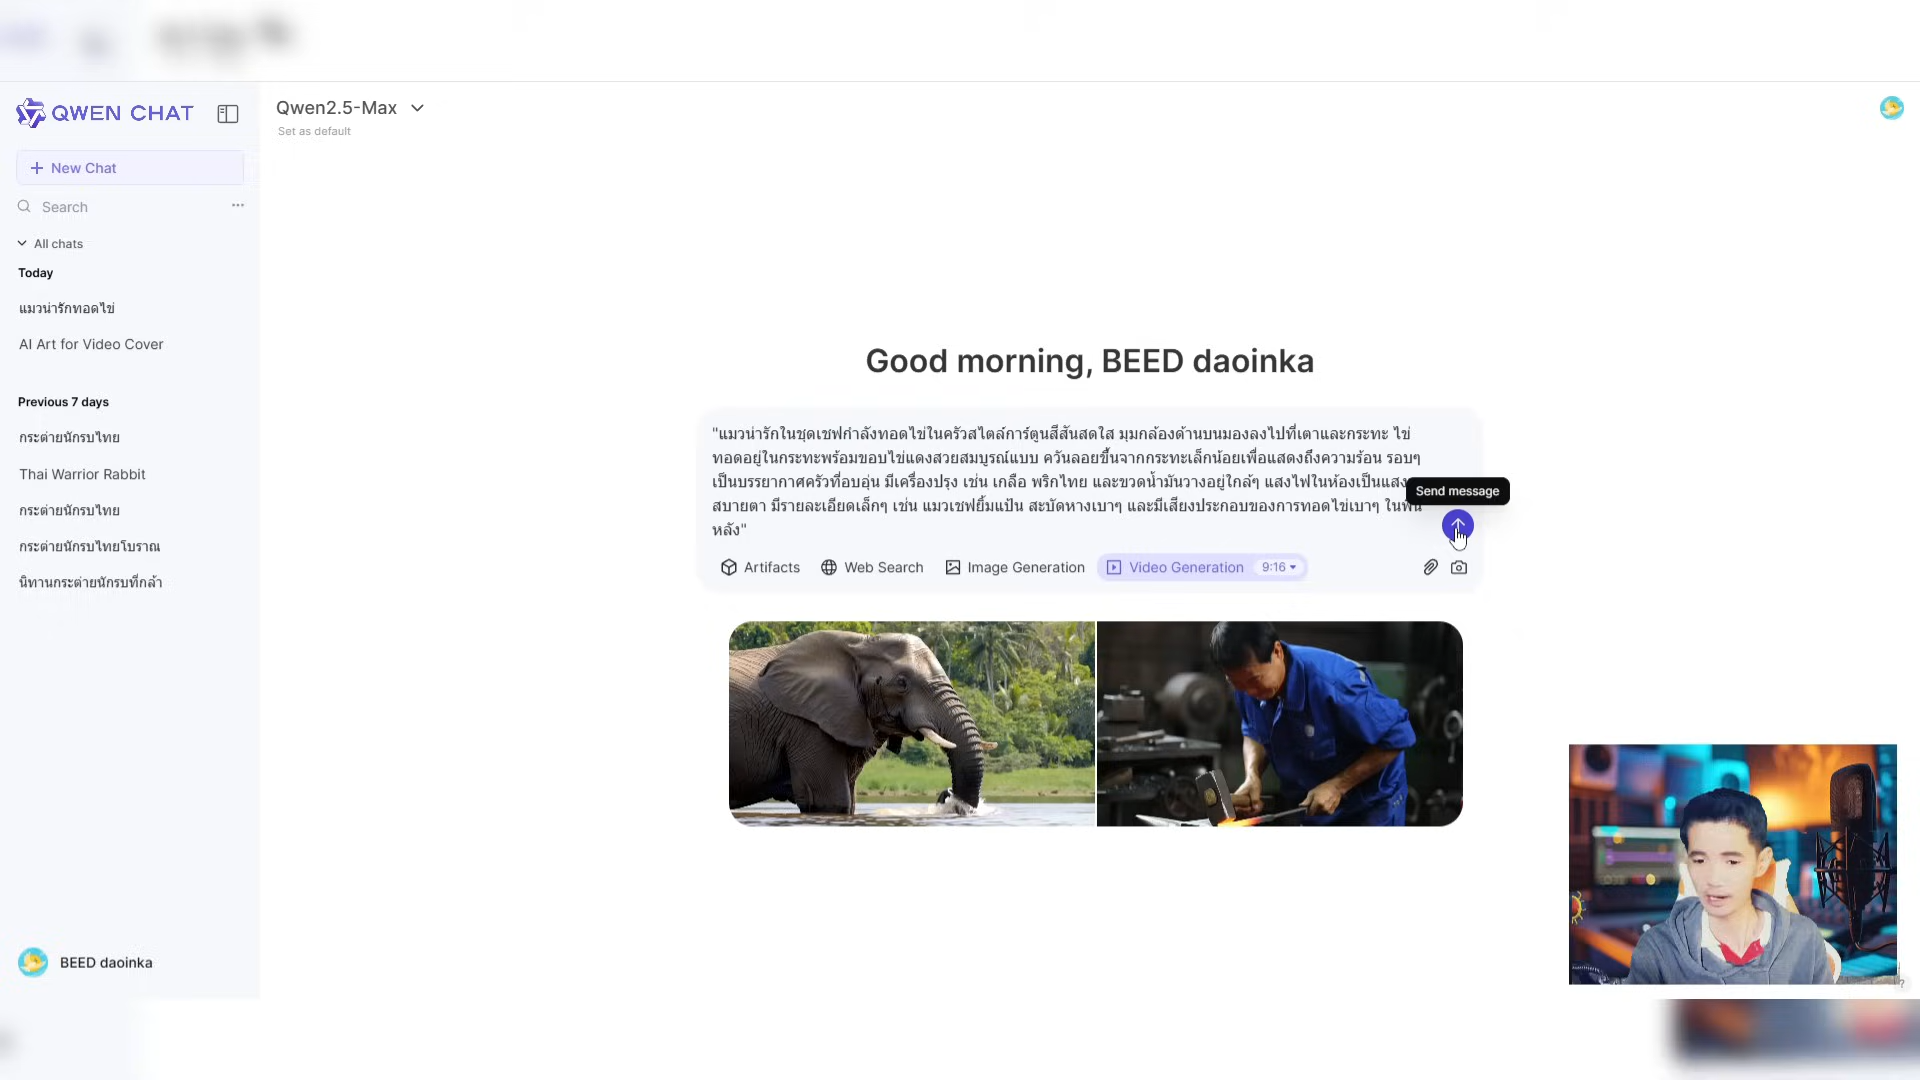 QWEN CHAT
Qwen2.5-Max
Set as default
New Chat
Search
All chats
Today
แมวน่ารักทอดไข่
AI Art for Video Cover
Previous 7 days
กระต่ายนักรบไทย
Thai Warrior Rabbit
กระต่ายนักรบไทย
กระต่ายนักรบไทยโบราณ
นิทานกระต่ายนักรบที่กล้า
BEED daoinka
Good morning, BEED daoinka
"แมวน่ารักในชุดเชฟกำลังทอดไข่ในครัวสไตล์การ์ตูนสีสันสดใส มุมกล้องด้านบนมองลงไปที่เตาและกระทะ ไข่
ทอดอยู่ในกระทะพร้อมขอบไข่แดงสวยสมบูรณ์แบบ ควันลอยขึ้นจากกระทะเล็กน้อยเพื่อแสดงถึงความร้อน รอบๆ
เป็นบรรยากาศครัวที่อบอุ่น มีเครื่องปรุง เช่น เกลือ พริกไทย และขวดน้ำมันวางอยู่ใกล้ๆ แสงไฟในห้องเป็นแสง
สบายตา มีรายละเอียดเล็กๆ เช่น แมวเชฟยิ้มแป้น สะบัดหางเบาๆ และมีเสียงประกอบของการทอดไข่เบาๆ ในพื้น
หลัง"
Send message
Artifacts
Web Search
Image Generation
Video Generation
9:16